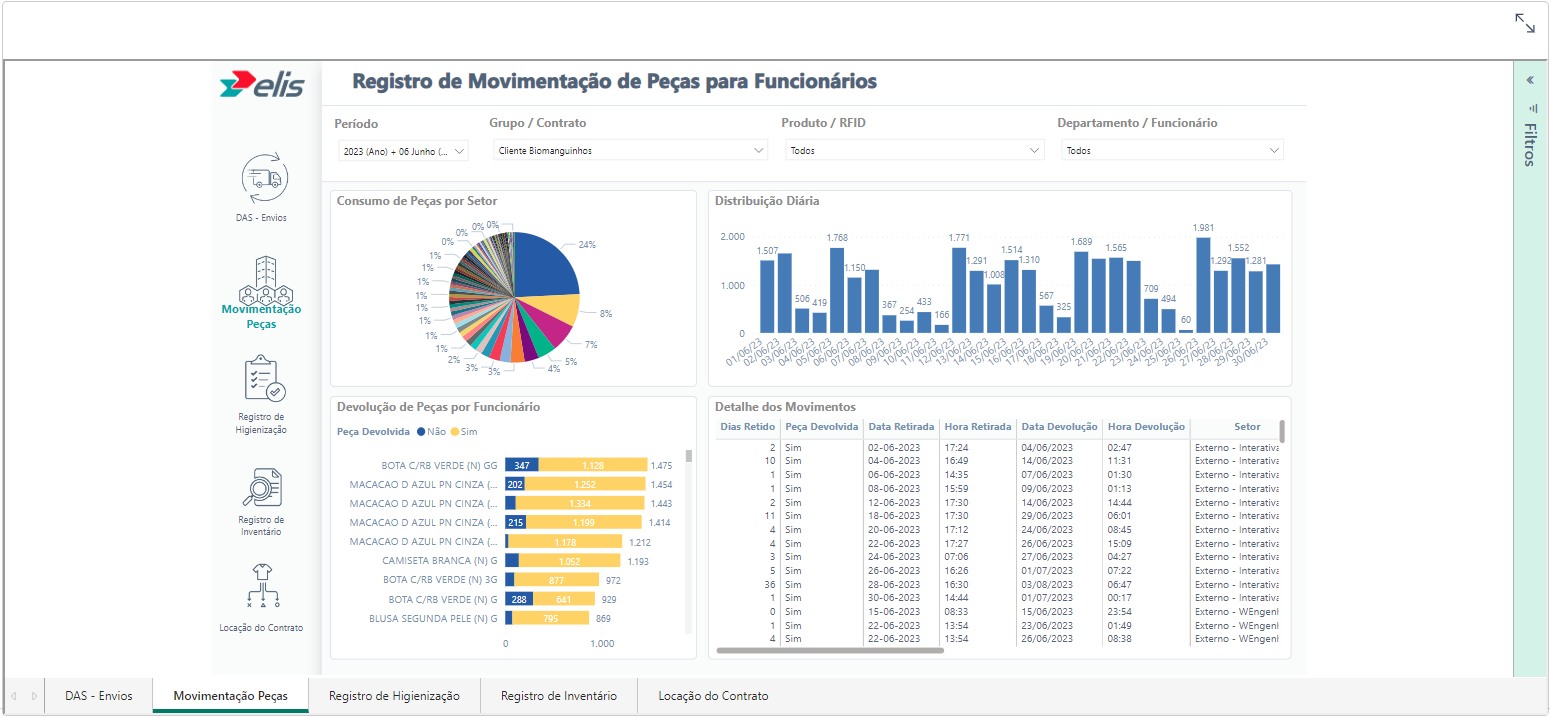 elis
Registro de Movimentação de Peças para Funcionários
Período
Grupo / Contrato
Produto / RFID
Departamento / Funcionário
2023 (Ano) + 06 Junho (...
Cliente Biomanguinhos
Todos
Todos
Filtros
DAS - Envios
Movimentação
Peças
Registro de
Higienização
Registro de
Inventário
Locação do Contrato
Consumo de Peças por Setor
24%
8%
7%
5%
4%
3%
3%
2%
1%
1%
1%
1%
1%
1%
1%
1%
0%
0%
0%
0%
Distribuição Diária
2.000
1.000
0
1.507
506
419
1.768
1.150
367
254
433
166
1.771
1.291
1.008
1.514
1.310
567
325
1.689
1.565
709
494
60
1.981
1.292
1.552
1.281
01/06/23
02/06/23
03/06/23
04/06/23
05/06/23
06/06/23
07/06/23
08/06/23
09/06/23
10/06/23
11/06/23
12/06/23
13/06/23
14/06/23
15/06/23
16/06/23
17/06/23
18/06/23
19/06/23
20/06/23
21/06/23
22/06/23
23/06/23
24/06/23
25/06/23
26/06/23
27/06/23
28/06/23
29/06/23
30/06/23
Devolução de Peças por Funcionário
Peça Devolvida Não Sim
BOTA C/RB VERDE (N) GG 347 1.128 1.475
MACACAO D AZUL PN CINZA (... 202 1.252 1.454
MACACAO D AZUL PN CINZA (... 1.334 1.443
MACACAO D AZUL PN CINZA (... 215 1.199 1.414
MACACAO D AZUL PN CINZA (... 1.178 1.212
CAMISETA BRANCA (N) G 1.052 1.193
BOTA C/RB VERDE (N) 3G 877 972
BOTA C/RB VERDE (N) G 288 641 929
BLUSA SEGUNDA PELE (N) G 795 869
0 1.000
Detalhe dos Movimentos
Dias Retido Peça Devolvida Data Retirada Hora Retirada Data Devolução Hora Devolução Setor
2 Sim 02-06-2023 17:24 04/06/2023 02:47 Externo - Interativa
10 Sim 04-06-2023 16:49 14/06/2023 11:31 Externo - Interativa
1 Sim 06-06-2023 14:35 07/06/2023 01:30 Externo - Interativa
1 Sim 08-06-2023 15:59 09/06/2023 01:13 Externo - Interativa
2 Sim 12-06-2023 17:30 14/06/2023 14:44 Externo - Interativa
11 Sim 18-06-2023 17:30 29/06/2023 06:01 Externo - Interativa
4 Sim 20-06-2023 17:12 24/06/2023 08:45 Externo - Interativa
4 Sim 22-06-2023 17:27 26/06/2023 15:09 Externo - Interativa
3 Sim 24-06-2023 07:06 27/06/2023 04:27 Externo - Interativa
5 Sim 26-06-2023 16:26 01/07/2023 07:22 Externo - Interativa
36 Sim 28-06-2023 16:30 03/08/2023 06:47 Externo - Interativa
1 Sim 30-06-2023 14:44 01/07/2023 00:17 Externo - Interativa
0 Sim 15-06-2023 08:33 15/06/2023 23:54 Externo - WEngenh
1 Sim 22-06-2023 13:54 23/06/2023 01:49 Externo - WEngenh
4 Sim 22-06-2023 13:54 26/06/2023 08:38 Externo - WEngenh
DAS - Envios
Movimentação Peças
Registro de Higienização
Registro de Inventário
Locação do Contrato